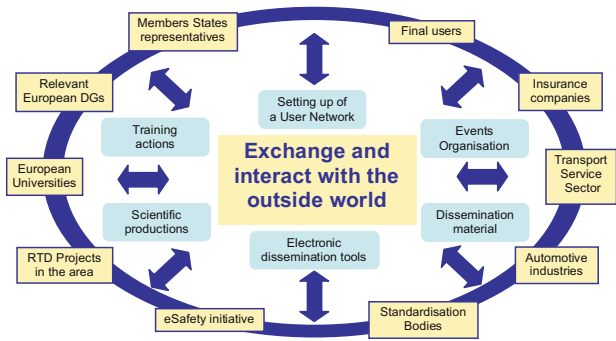 Members States
representatives
Final users
Relevant
European DGs
Insurance
companies
Setting up of
a User Network
Training
actions
Events
Organisation
Exchange and
interact with the
outside world
European
Universities
Transport
Service
Sector
Scientific
productions
Dissemination
material
Electronic
dissemination tools
RTD Projects
in the area
Automotive
industries
eSafety initiative
Standardisation
Bodies